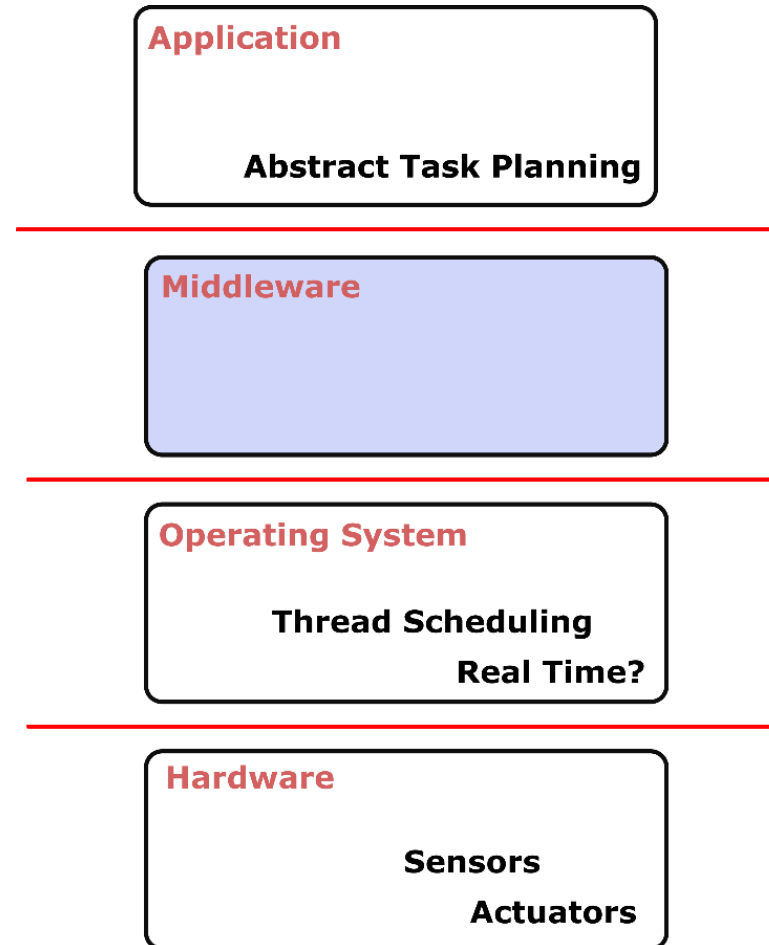 Application
Abstract Task Planning
Middleware
Operating System
Thread Scheduling
Real Time?
Hardware
Sensors
Actuators